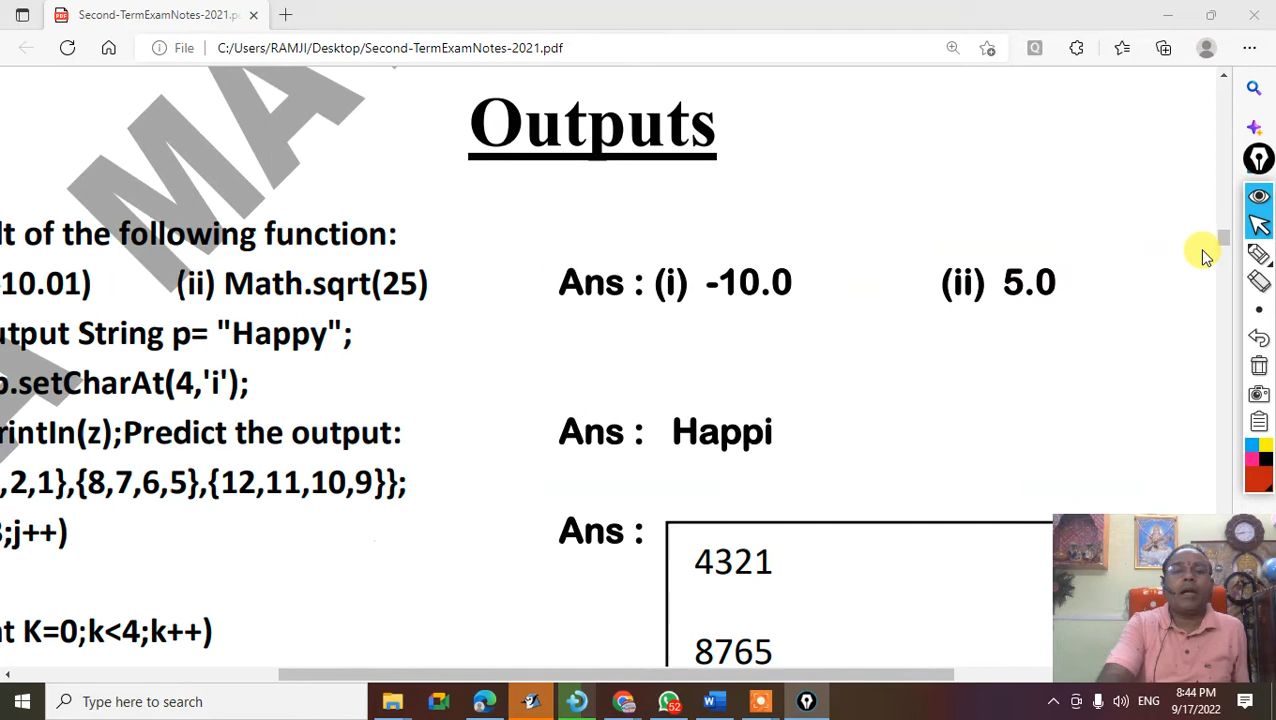 Second-TermExamNotes-2021.p
File C:/Users/RAMJI/Desktop/Second-TermExamNotes-2021.pdf
MA
Outputs
lt of the following function:
10.01) (ii) Math.sqrt(25) Ans : (i) -10.0 (ii) 5.0
utput String p= "Happy";
.setCharAt(4,'i');
rintIn(z);Predict the output: Ans : Happi
,2,1},{8,7,6,5},{12,11,10,9}};
;j++) Ans :
4321
t K=0;k<4;k++)
8765
Type here to search
52
8:44 PM
9/17/2022